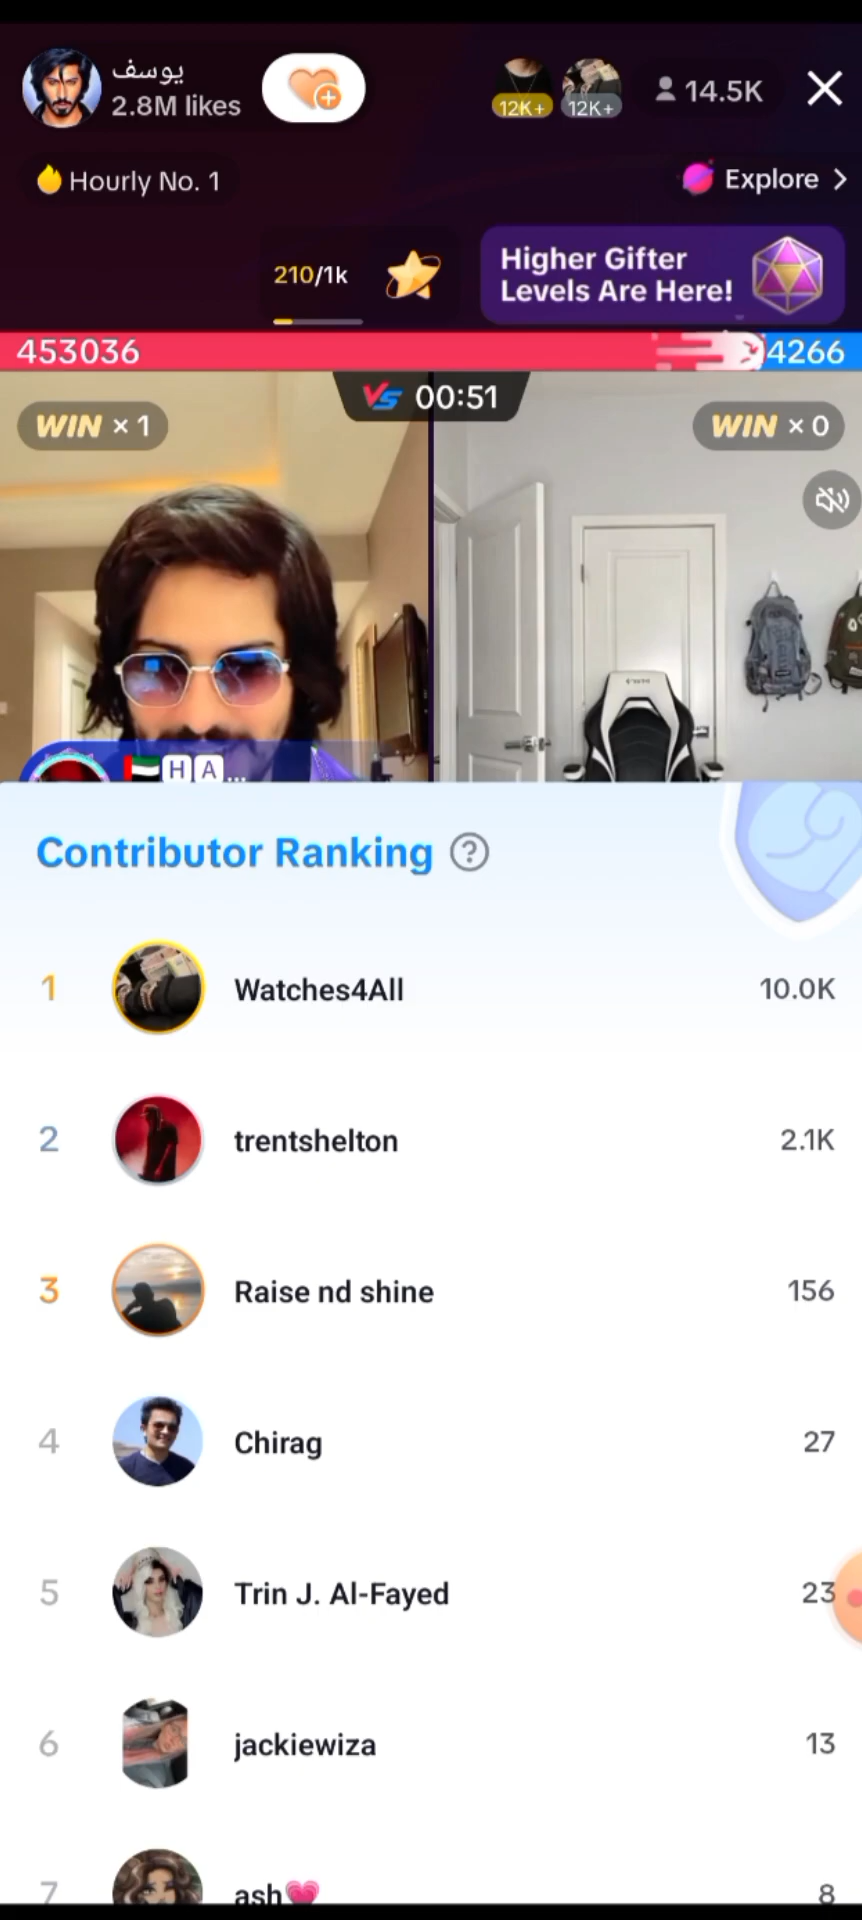 يوسف
2.8M likes
12K+
12K+
14.5K
Hourly No. 1
Explore >
210/1k
Higher Gifter
Levels Are Here!
453036
4266
WIN × 1
VS 00:51
WIN × 0
H A ...
Contributor Ranking ?
1 Watches4All 10.0K
2 trentshelton 2.1K
3 Raise nd shine 156
4 Chirag 27
5 Trin J. Al-Fayed 23
6 jackiewiza 13
7 ash💗 8